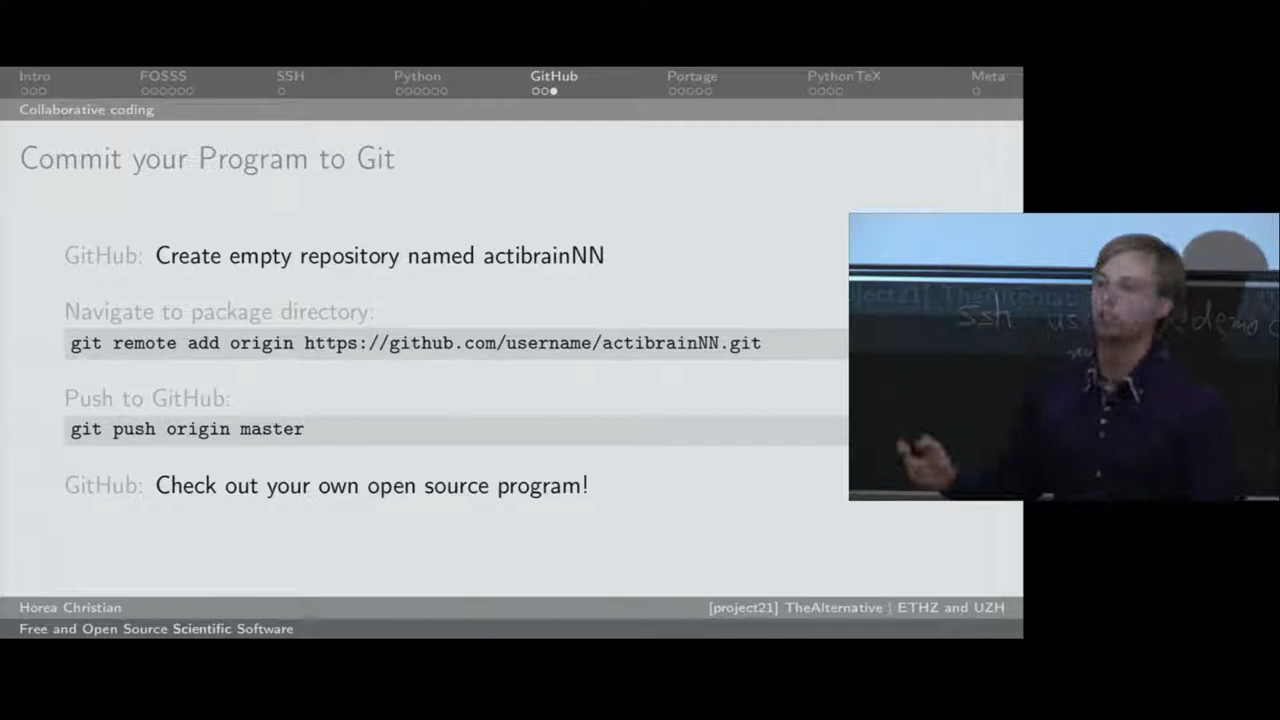 Intro FOSSS SSH Python GitHub Portage PythonTeX Meta
Collaborative coding
Commit your Program to Git
GitHub: Create empty repository named actibrainNN
Navigate to package directory:
git remote add origin https://github.com/username/actibrainNN.git
Push to GitHub:
git push origin master
GitHub: Check out your own open source program!
ssh us demo
Horea Christian [project21] TheAlternative | ETHZ and UZH
Free and Open Source Scientific Software